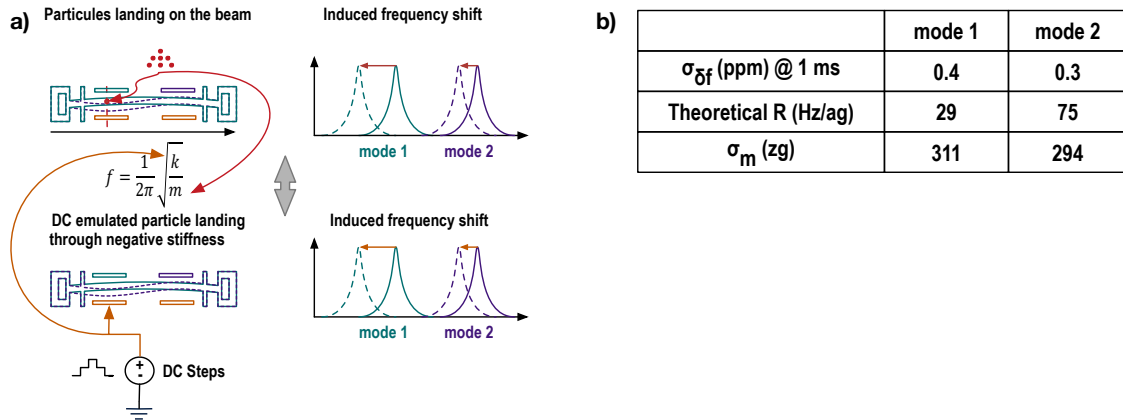 a)
Particules landing on the beam
Induced frequency shift
mode 1
mode 2
f = 1/2π √k/m
DC emulated particle landing
through negative stiffness
Induced frequency shift
mode 1
mode 2
+
-
DC Steps
b)
mode 1 mode 2
σδf (ppm) @ 1 ms 0.4 0.3
Theoretical R (Hz/ag) 29 75
σm (zg) 311 294